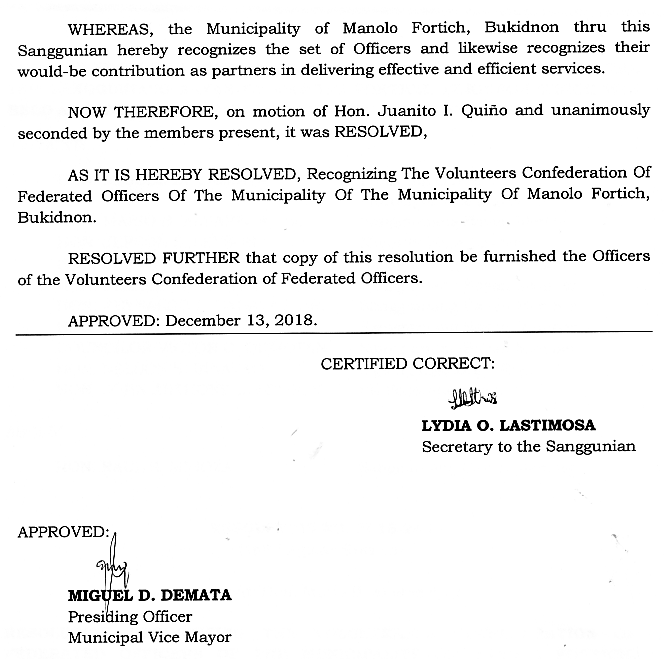 WHEREAS, the Municipality of Manolo Fortich, Bukidnon thru this
Sanggunian hereby recognizes the set of Officers and likewise recognizes their
would-be contribution as partners in delivering effective and efficient services.
NOW THEREFORE, on motion of Hon. Juanito I. Quiño and unanimously
seconded by the members present, it was RESOLVED,
AS IT IS HEREBY RESOLVED, Recognizing The Volunteers Confederation Of
Federated Officers Of The Municipality Of The Municipality Of Manolo Fortich,
Bukidnon.
RESOLVED FURTHER that copy of this resolution be furnished the Officers
of the Volunteers Confederation of Federated Officers.
APPROVED: December 13, 2018.
CERTIFIED CORRECT:
LYDIA O. LASTIMOSA
Secretary to the Sanggunian
APPROVED:
MIGUEL D. DEMATA
Presiding Officer
Municipal Vice Mayor